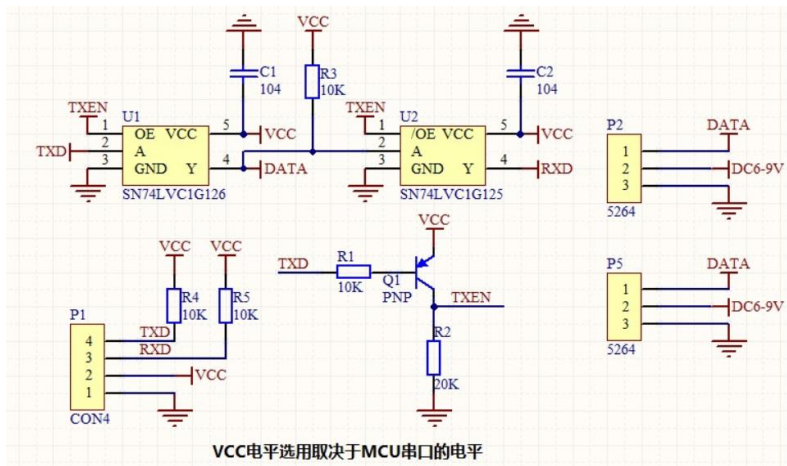 VCC
C1
104
R3
10K
C2
104
TXEN
U1
1
OE VCC
5
VCC
TXD
2
A
3
GND Y
4
DATA
SN74LVC1G126
TXEN
U2
1
/OE VCC
5
VCC
2
A
3
GND Y
4
RXD
SN74LVC1G125
P2
DATA
1
2
DC6-9V
3
5264
VCC
VCC
R4
10K
R5
10K
P1
4
TXD
3
RXD
2
VCC
1
CON4
VCC
TXD
R1
10K
Q1
PNP
TXEN
R2
20K
P5
DATA
1
2
DC6-9V
3
5264
VCC电平选用取决于MCU串口的电平